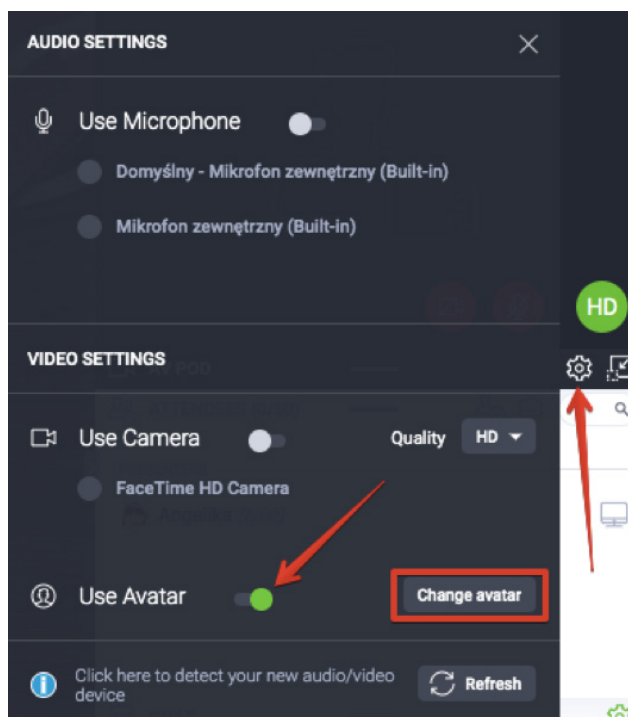 AUDIO SETTINGS
Use Microphone
Domyślny - Mikrofon zewnętrzny (Built-in)
Mikrofon zewnętrzny (Built-in)
HD
VIDEO SETTINGS
Use Camera
Quality HD
FaceTime HD Camera
Use Avatar
Change avatar
Click here to detect your new audio/video
device
Refresh